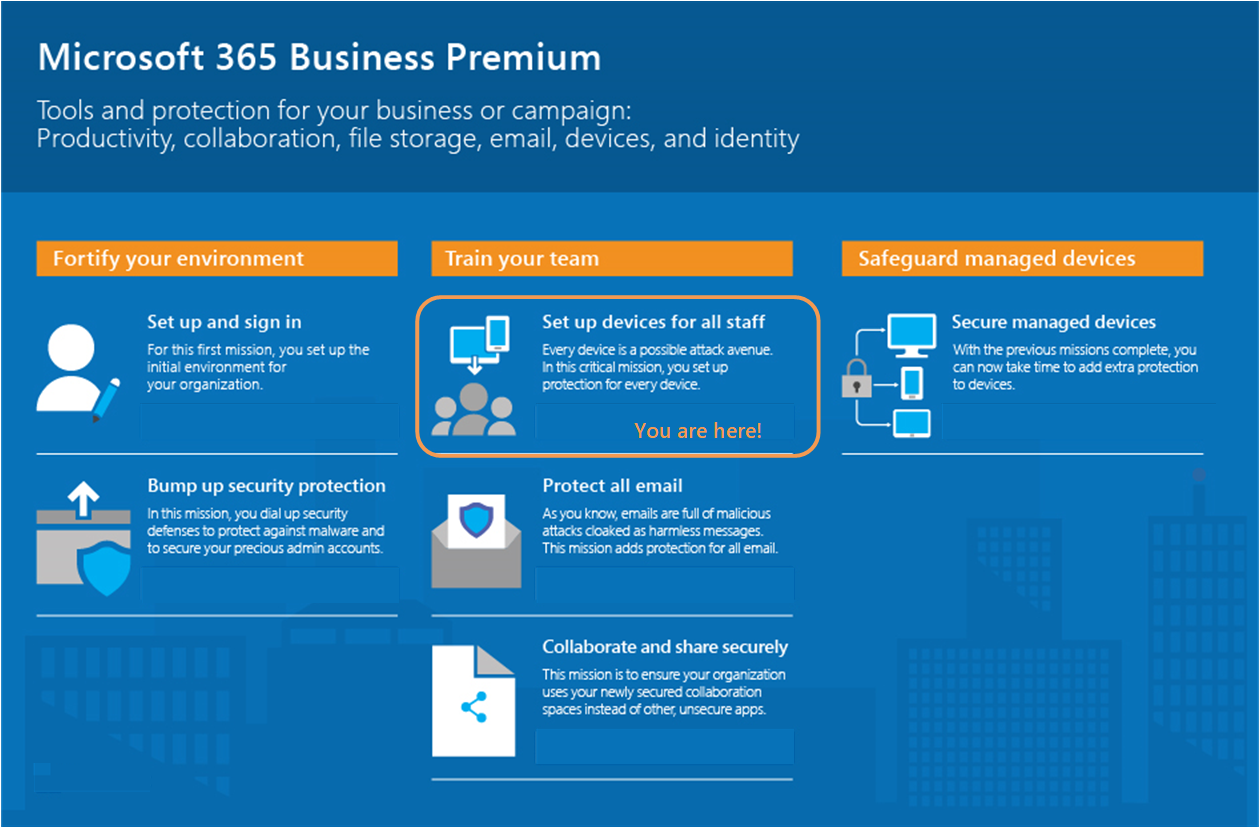 Microsoft 365 Business Premium
Tools and protection for your business or campaign:
Productivity, collaboration, file storage, email, devices, and identity
Fortify your environment
Set up and sign in
For this first mission, you set up the
initial environment for
your organization.
Bump up security protection
In this mission, you dial up security
defenses to protect against malware and
to secure your precious admin accounts.
Train your team
Set up devices for all staff
Every device is a possible attack avenue.
In this critical mission, you set up
protection for every device.
You are here!
Protect all email
As you know, emails are full of malicious
attacks cloaked as harmless messages.
This mission adds protection for all email.
Collaborate and share securely
This mission is to ensure your organization
uses your newly secured collaboration
spaces instead of other, unsecure apps.
Safeguard managed devices
Secure managed devices
With the previous missions complete, you
can now take time to add extra protection
to devices.